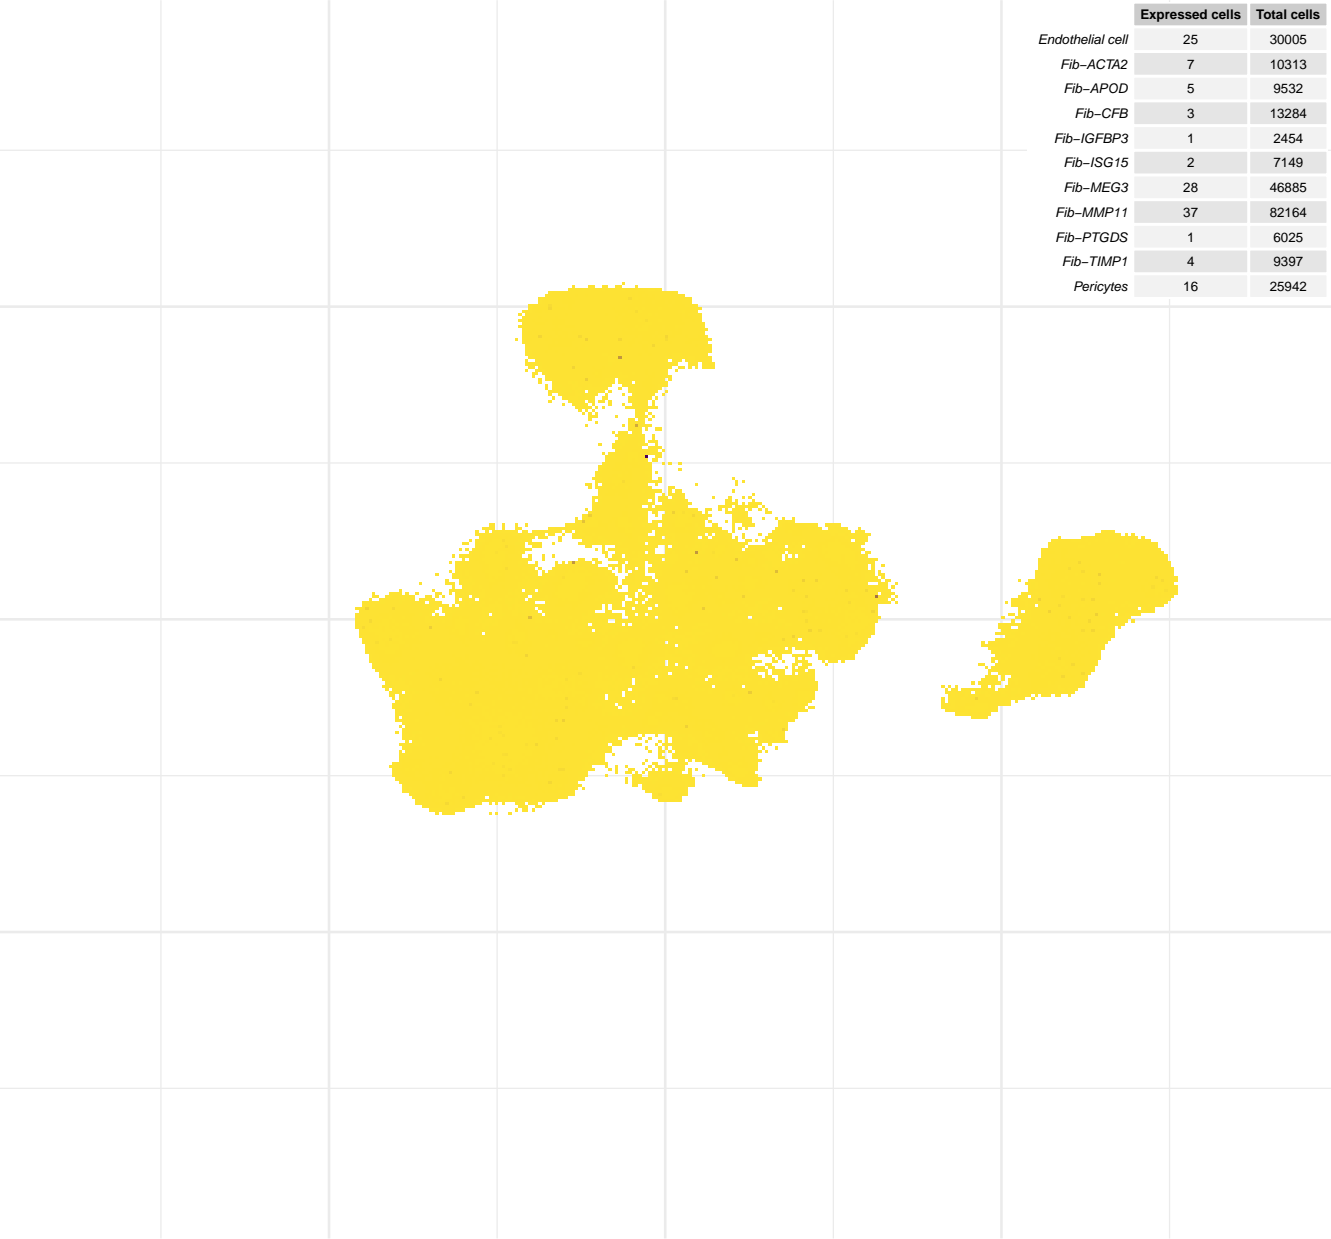 Expressed cells Total cells
Endothelial cell 25 30005
Fib−ACTA2 7 10313
Fib−APOD 5 9532
Fib−CFB 3 13284
Fib−IGFBP3 1 2454
Fib−ISG15 2 7149
Fib−MEG3 28 46885
Fib−MMP11 37 82164
Fib−PTGDS 1 6025
Fib−TIMP1 4 9397
Pericytes 16 25942